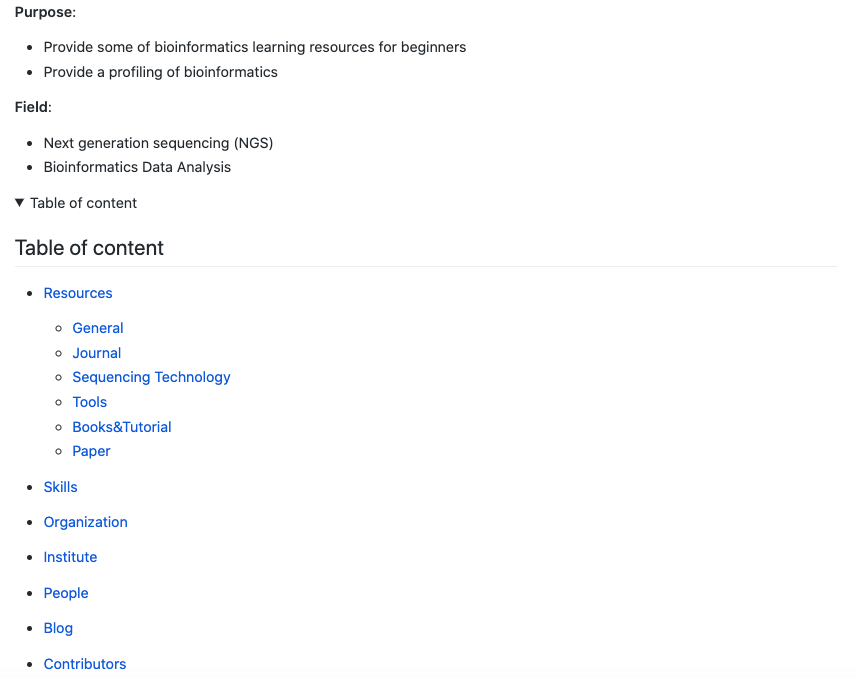 Purpose:
Provide some of bioinformatics learning resources for beginners
Provide a profiling of bioinformatics
Field:
Next generation sequencing (NGS)
Bioinformatics Data Analysis
Table of content
Table of content
Resources
General
Journal
Sequencing Technology
Tools
Books&Tutorial
Paper
Skills
Organization
Institute
People
Blog
Contributors